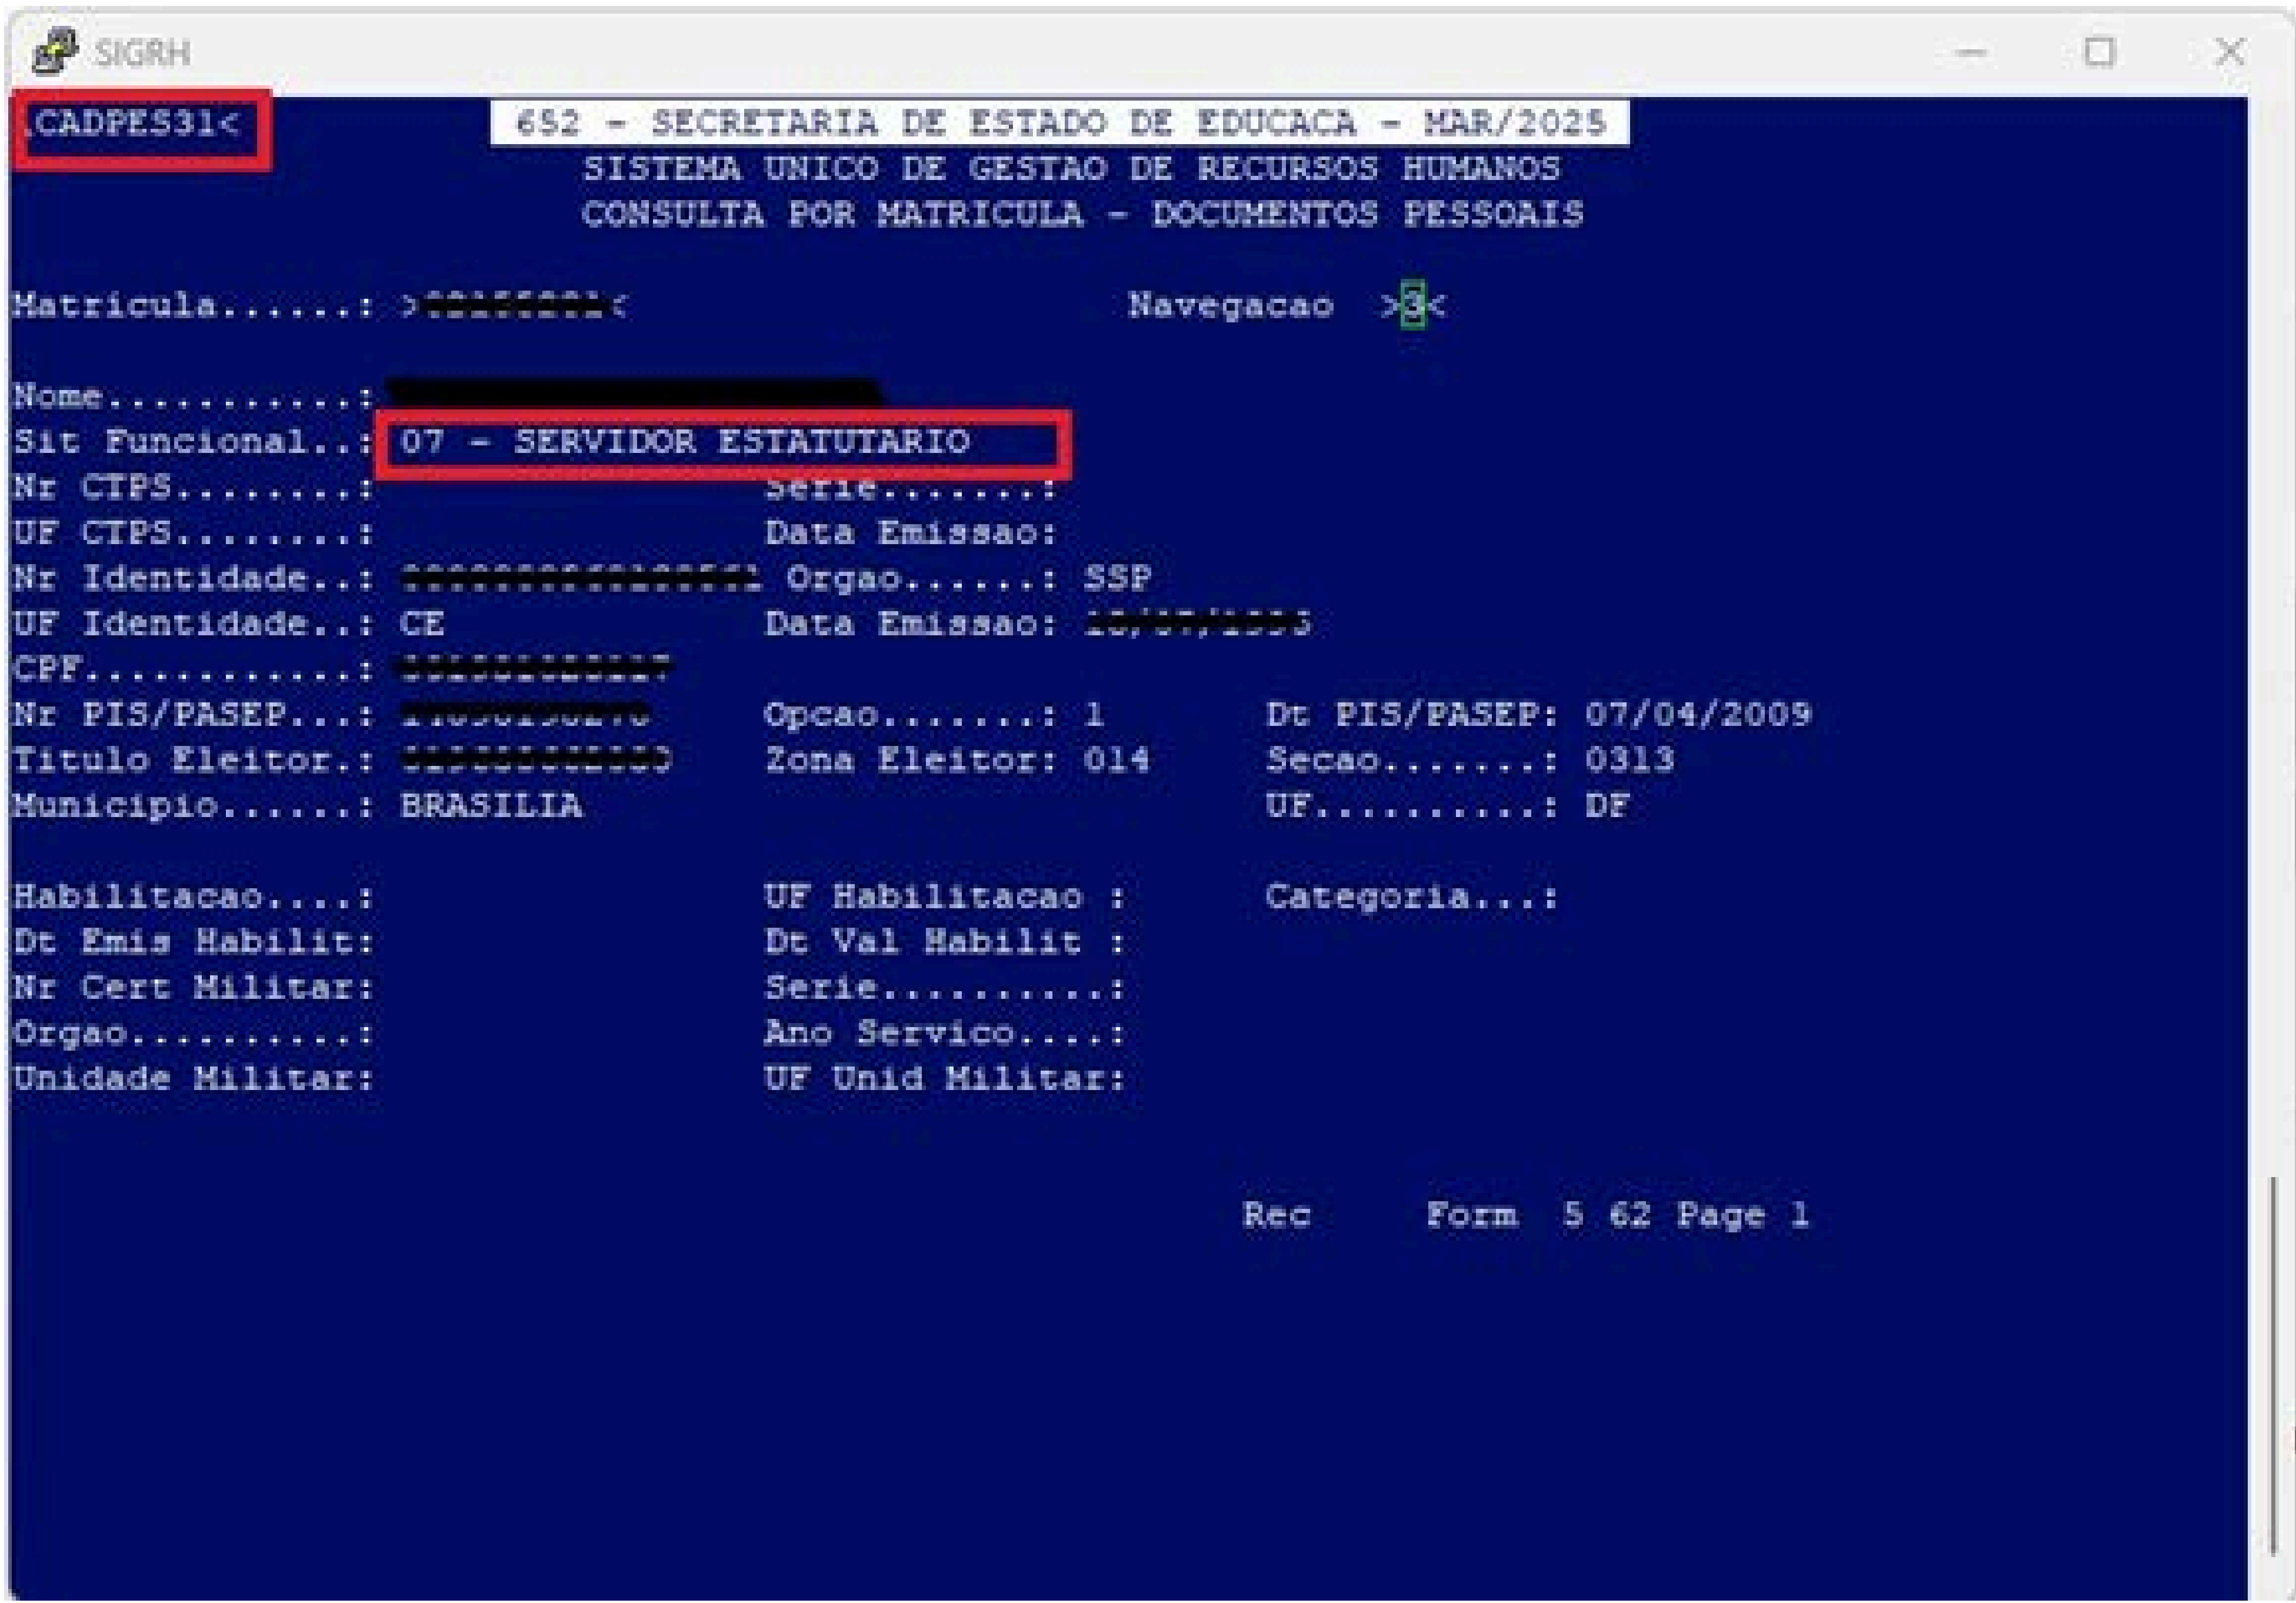 SIGRH
CADPES31< 652 - SECRETARIA DE ESTADO DE EDUCACA - MAR/2025
SISTEMA UNICO DE GESTAO DE RECURSOS HUMANOS
CONSULTA POR MATRICULA - DOCUMENTOS PESSOAIS
Matricula......: > < Navegacao >3<
Nome...........:
Sit Funcional..: 07 - SERVIDOR ESTATUTARIO
Nr CTPS........: Serie.......:
UF CTPS........: Data Emissao:
Nr Identidade..: Orgao......: SSP
UF Identidade..: CE Data Emissao:
CPF............:
Nr PIS/PASEP...: Opcao.......: 1 Dt PIS/PASEP: 07/04/2009
Titulo Eleitor.: Zona Eleitor: 014 Secao.......: 0313
Municipio......: BRASILIA UF..........: DF
Habilitacao....: UF Habilitacao : Categoria...:
Dt Emis Habilit: Dt Val Habilit :
Nr Cert Militar: Serie..........:
Orgao..........: Ano Servico....:
Unidade Militar: UF Unid Militar:
Rec Form 5 62 Page 1